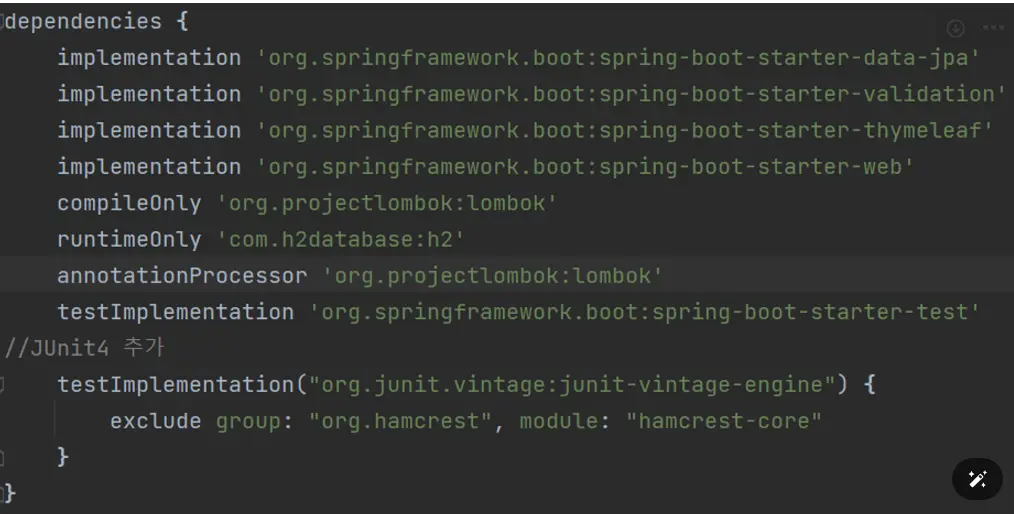 dependencies {
    implementation 'org.springframework.boot:spring-boot-starter-data-jpa'
    implementation 'org.springframework.boot:spring-boot-starter-validation'
    implementation 'org.springframework.boot:spring-boot-starter-thymeleaf'
    implementation 'org.springframework.boot:spring-boot-starter-web'
    compileOnly 'org.projectlombok:lombok'
    runtimeOnly 'com.h2database:h2'
    annotationProcessor 'org.projectlombok:lombok'
    testImplementation 'org.springframework.boot:spring-boot-starter-test'
//JUnit4 추가
    testImplementation("org.junit.vintage:junit-vintage-engine") {
        exclude group: "org.hamcrest", module: "hamcrest-core"
    }
}